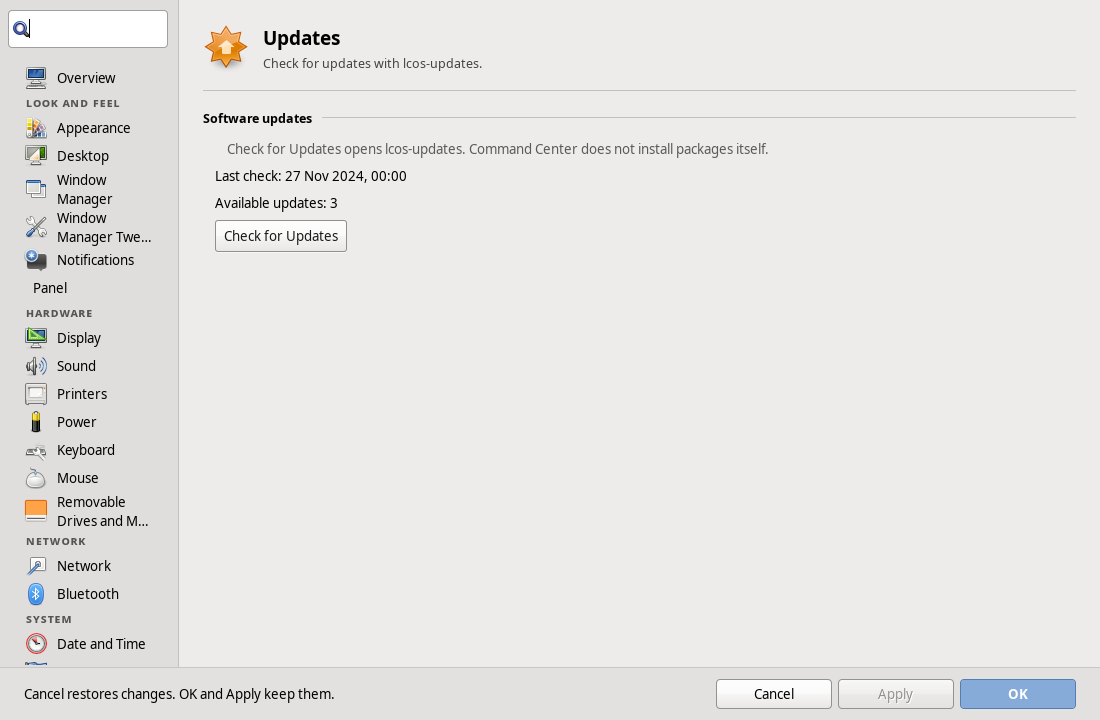 Overview
LOOK AND FEEL
Appearance
Desktop
Window
Manager
Window
Manager Twe...
Notifications
Panel
HARDWARE
Display
Sound
Printers
Power
Keyboard
Mouse
Removable
Drives and M...
NETWORK
Network
Bluetooth
SYSTEM
Date and Time
Updates
Check for updates with lcos-updates.
Software updates
Check for Updates opens lcos-updates. Command Center does not install packages itself.
Last check: 27 Nov 2024, 00:00
Available updates: 3
Check for Updates
Cancel restores changes. OK and Apply keep them.
Cancel
Apply
OK